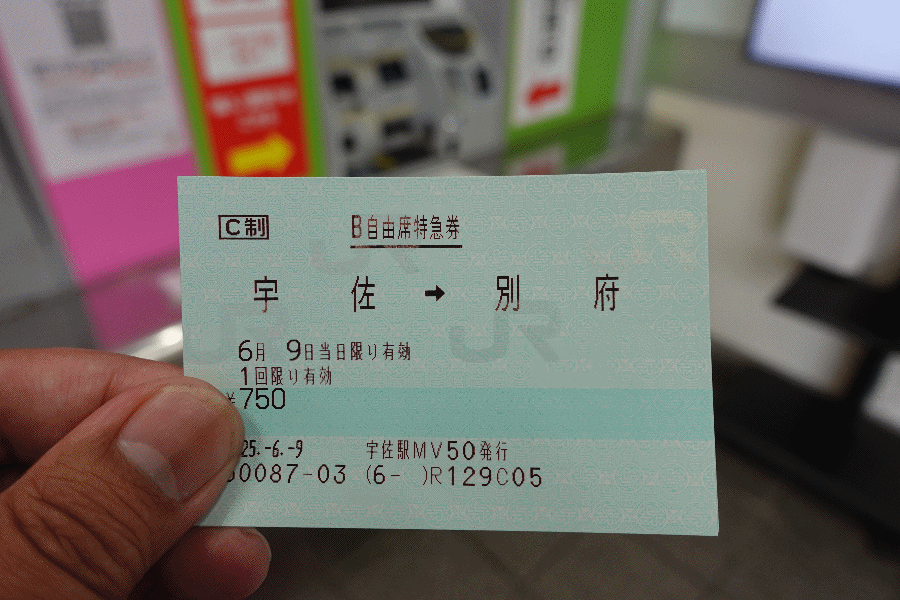 C制 B自由席特急券
宇佐 → 別府
6月 9日当日限り有効
1回限り有効
¥750
25.-6.-9 宇佐駅MV50発行
0087-03 (6- )R129C05